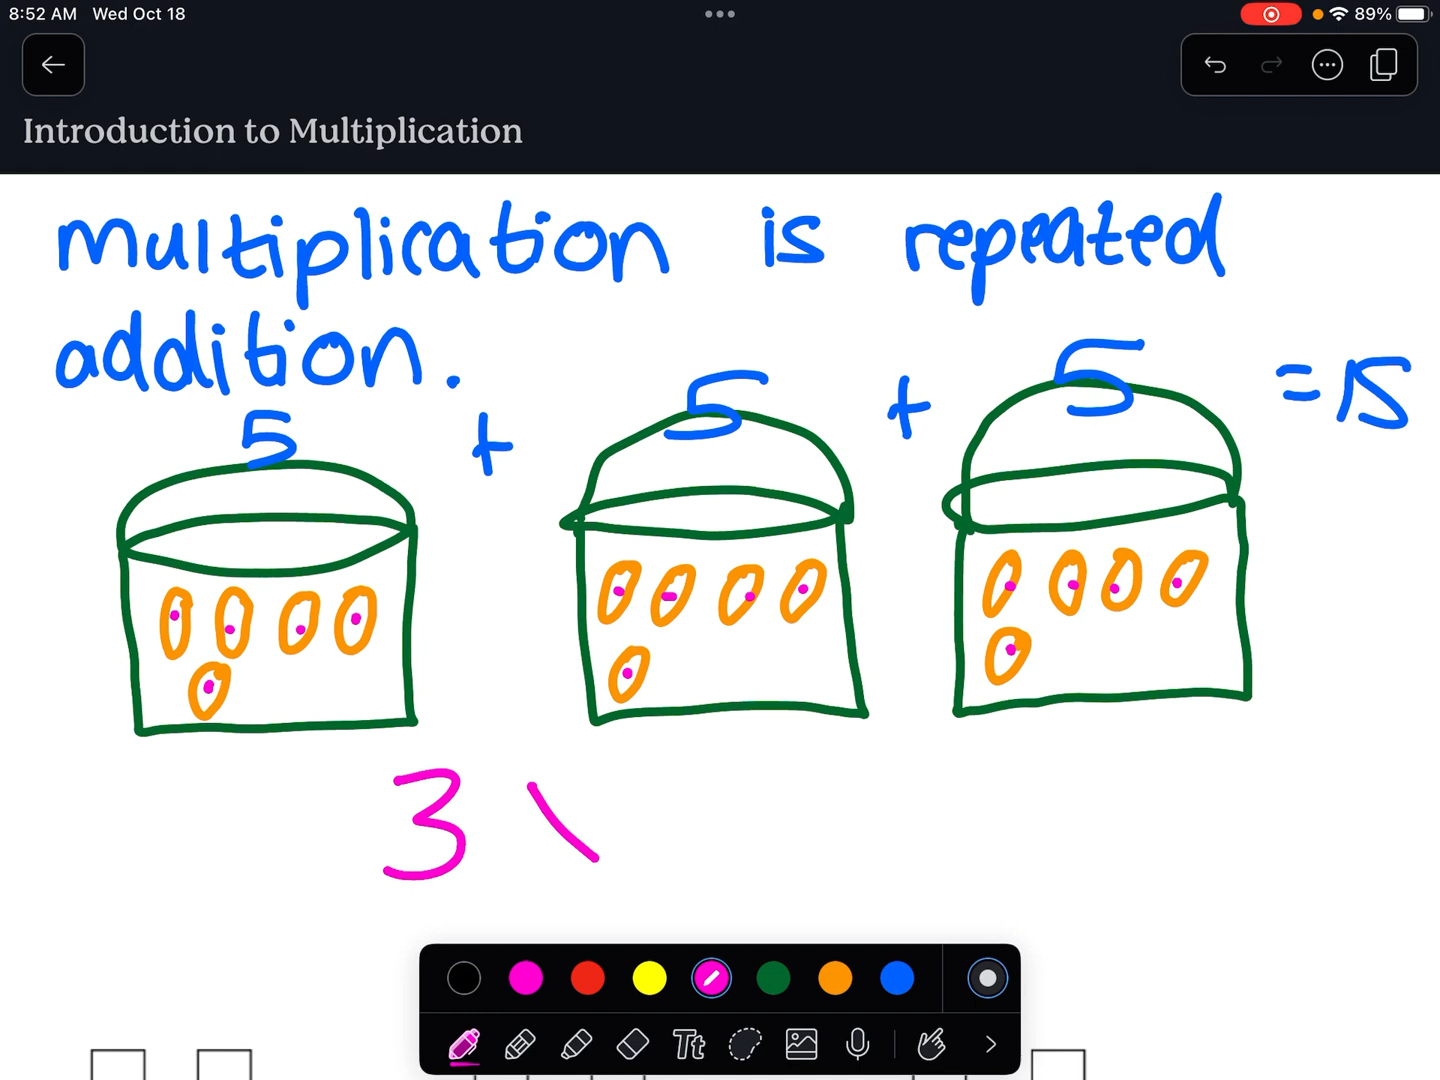 8:52 AM Wed Oct 18 89%
Introduction to Multiplication
multiplication is repeated
addition.
5 + 5 + 5 = 15
3 \
Tt